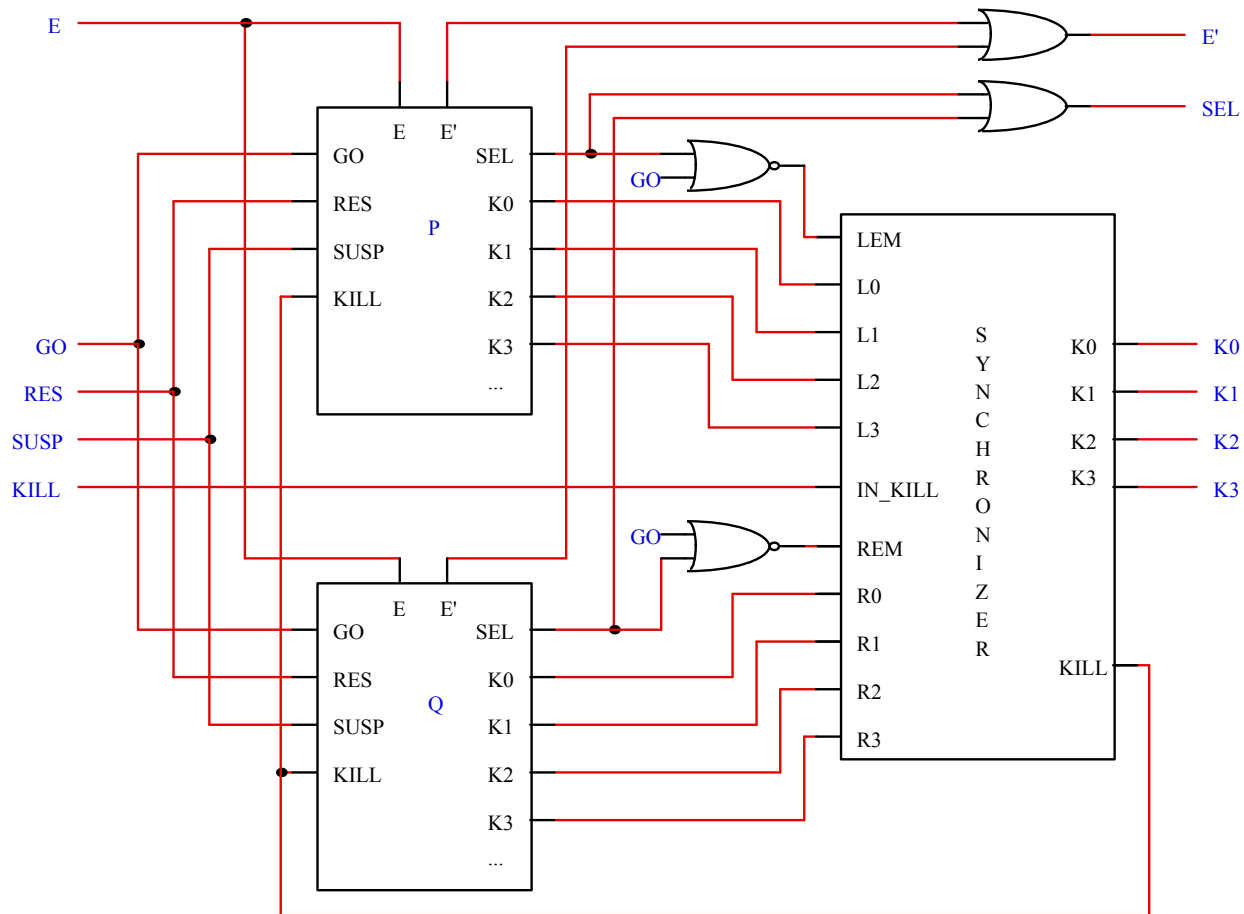 E
E'
SEL
E E'
GO
RES
SUSP
KILL
P
SEL
K0
K1
K2
K3
...
GO
GO
RES
SUSP
KILL
LEM
L0
L1
L2
L3
IN_KILL
REM
R0
R1
R2
R3
S
Y
N
C
H
R
O
N
I
Z
E
R
K0
K1
K2
K3
KILL
K0
K1
K2
K3
GO
E E'
GO
RES
SUSP
KILL
Q
SEL
K0
K1
K2
K3
...